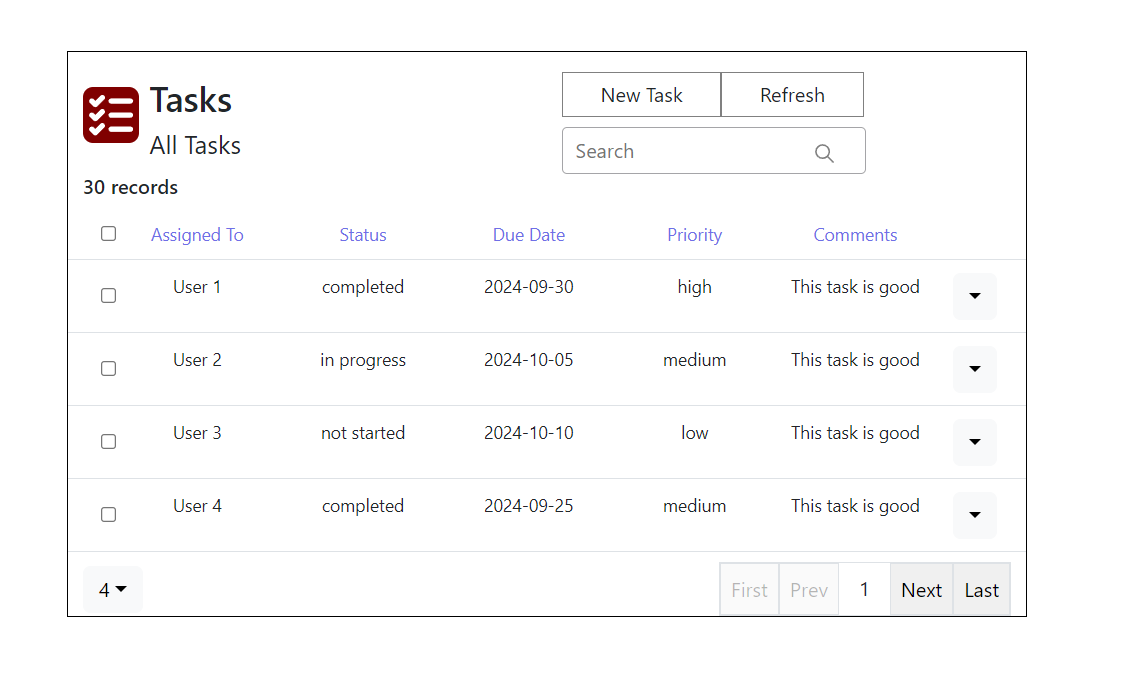 Tasks
All Tasks
New Task Refresh
Search
30 records
Assigned To Status Due Date Priority Comments
User 1 completed 2024-09-30 high This task is good
User 2 in progress 2024-10-05 medium This task is good
User 3 not started 2024-10-10 low This task is good
User 4 completed 2024-09-25 medium This task is good
4 First Prev 1 Next Last